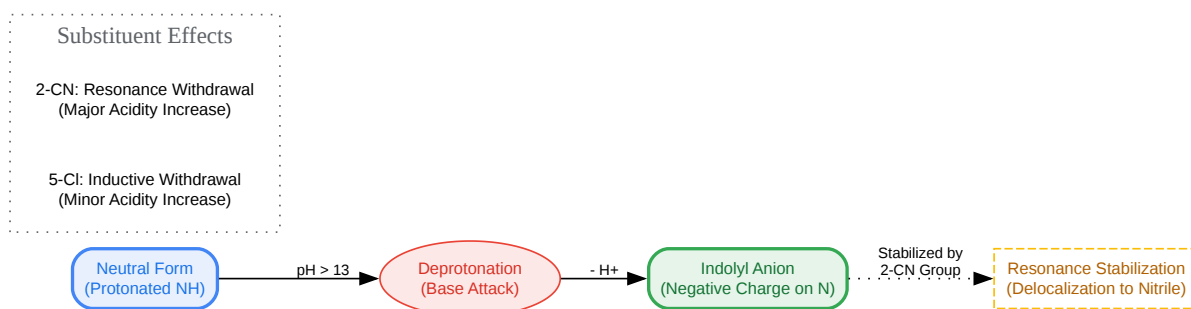 Substituent Effects
2-CN: Resonance Withdrawal
(Major Acidity Increase)
5-Cl: Inductive Withdrawal
(Minor Acidity Increase)
Neutral Form
(Protonated NH)
pH > 13
Deprotonation
(Base Attack)
- H+
Indolyl Anion
(Negative Charge on N)
Stabilized by
2-CN Group
Resonance Stabilization
(Delocalization to Nitrile)